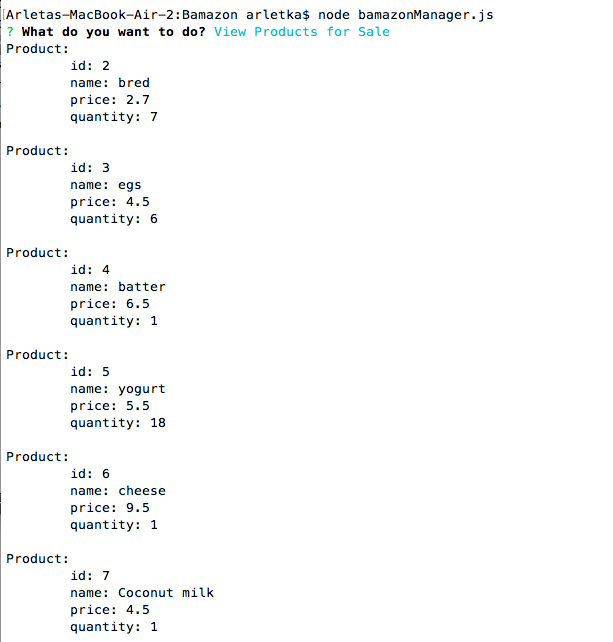 Arletas-MacBook-Air-2:Bamazon arletka$ node bamazonManager.js
? What do you want to do? View Products for Sale
Product:
id: 2
name: bred
price: 2.7
quantity: 7
Product:
id: 3
name: egs
price: 4.5
quantity: 6
Product:
id: 4
name: batter
price: 6.5
quantity: 1
Product:
id: 5
name: yogurt
price: 5.5
quantity: 18
Product:
id: 6
name: cheese
price: 9.5
quantity: 1
Product:
id: 7
name: Coconut milk
price: 4.5
quantity: 1